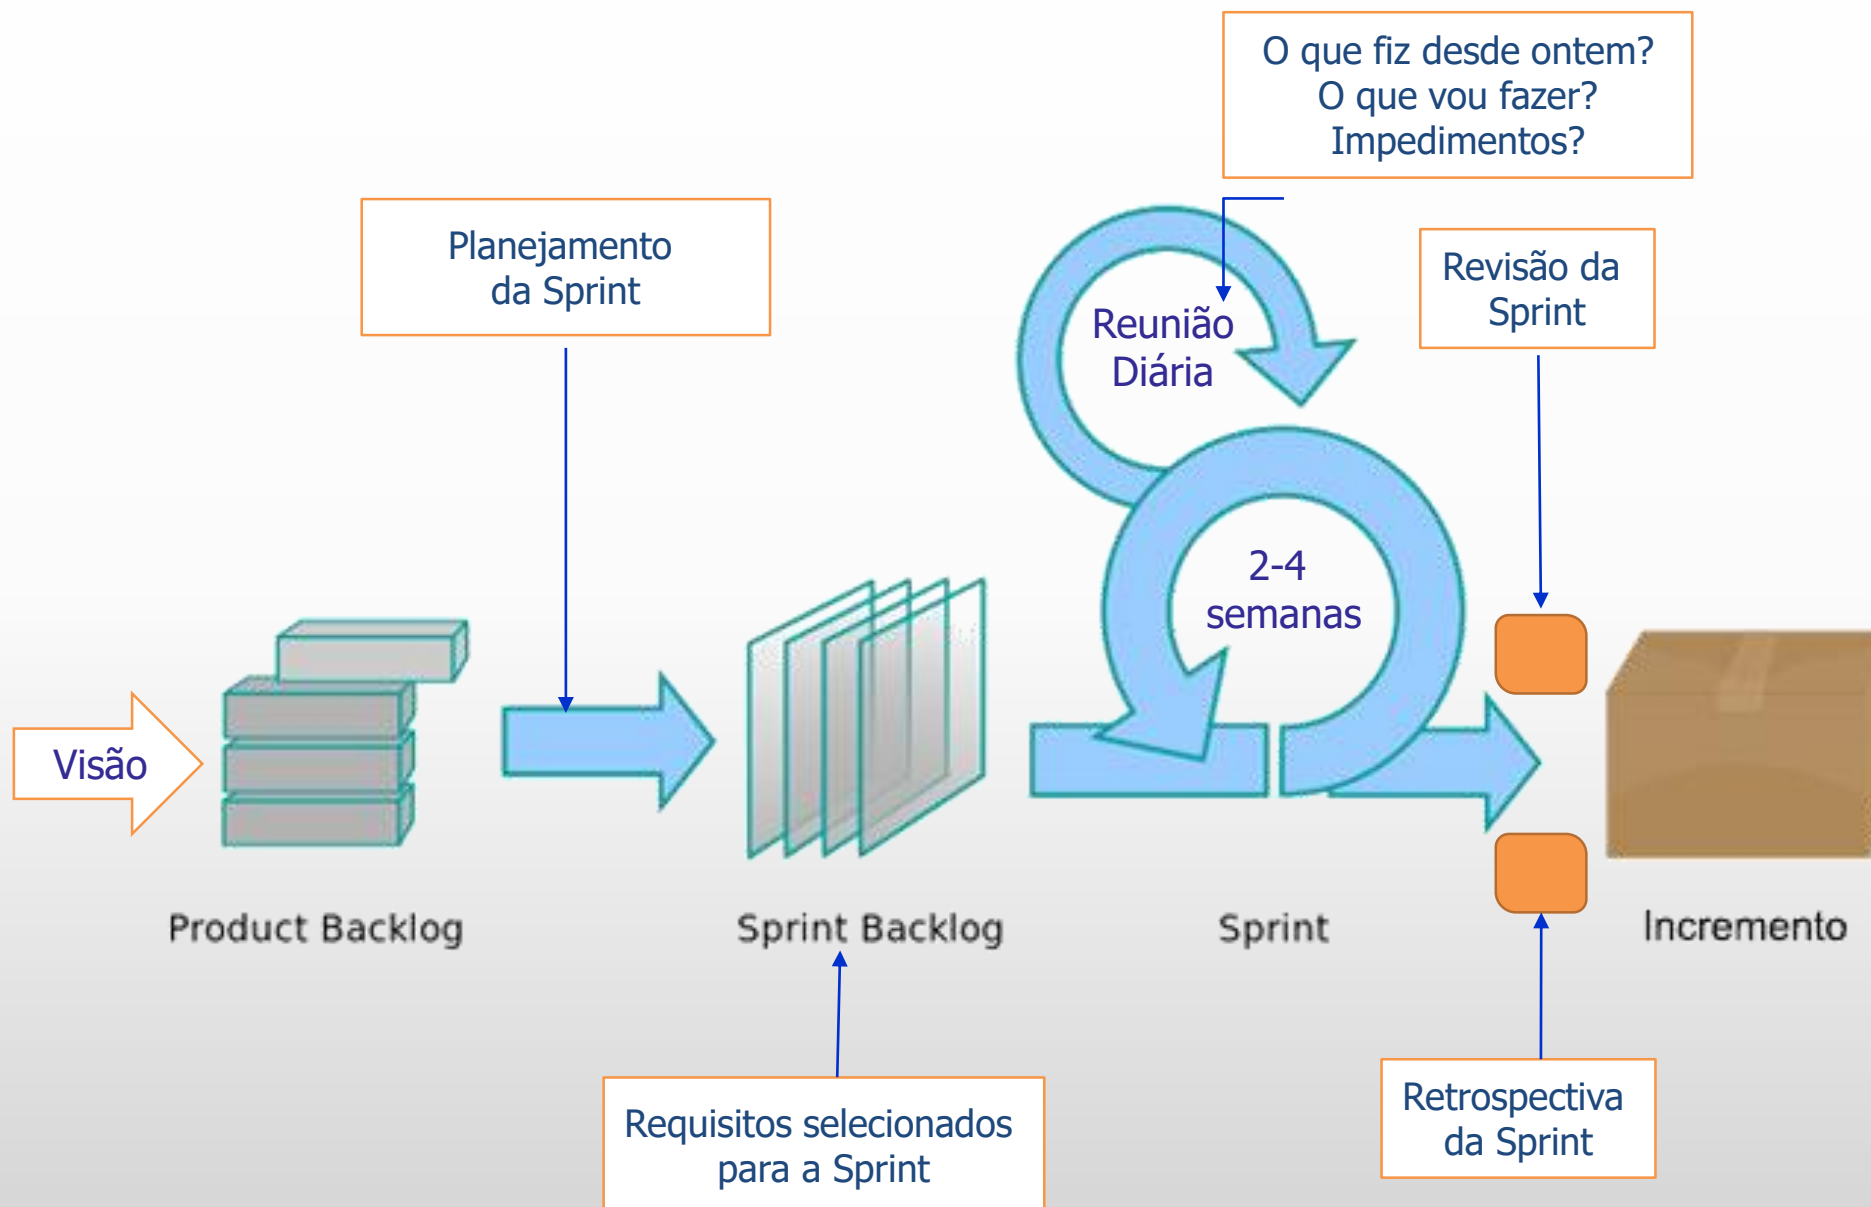 O que fiz desde ontem?
O que vou fazer?
Impedimentos?
Planejamento
da Sprint
Revisão da
Sprint
Reunião
Diária
2-4
semanas
Visão
Product Backlog
Sprint Backlog
Sprint
Incremento
Requisitos selecionados
para a Sprint
Retrospectiva
da Sprint